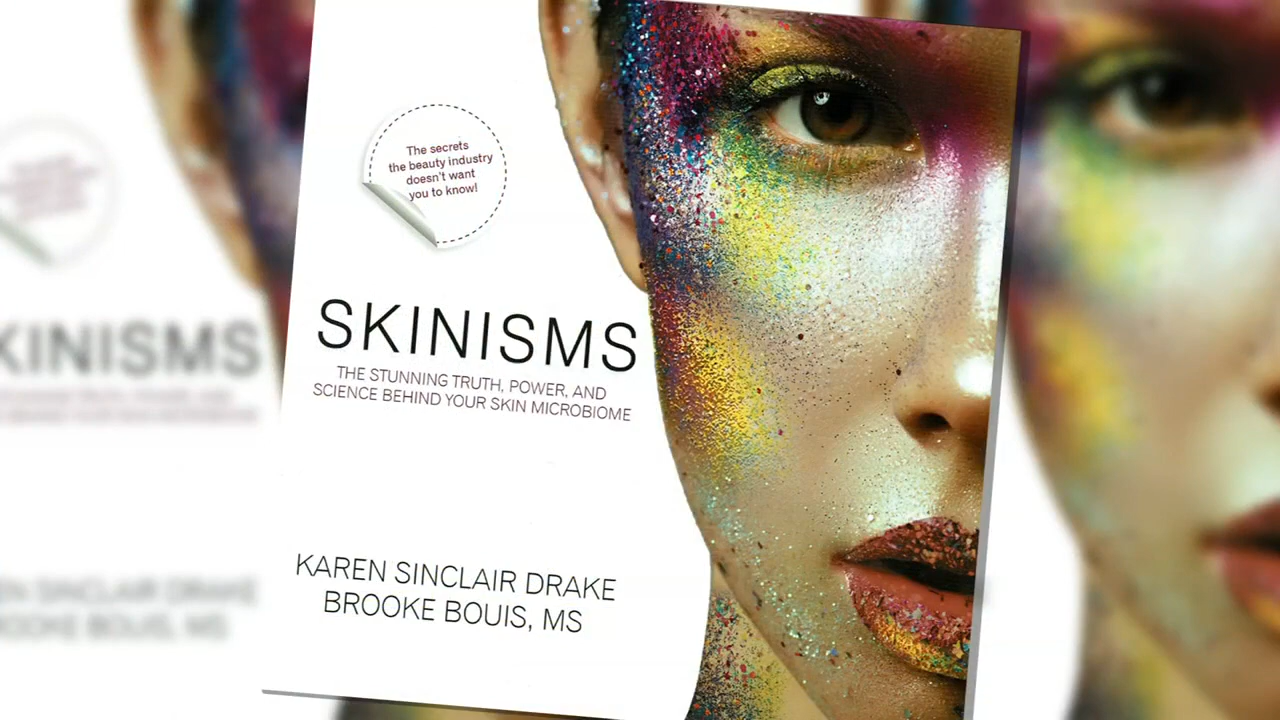 The secrets
the beauty industry
doesn't want
you to know!
SKINISMS
THE STUNNING TRUTH, POWER, AND
SCIENCE BEHIND YOUR SKIN MICROBIOME
KAREN SINCLAIR DRAKE
BROOKE BOUIS, MS